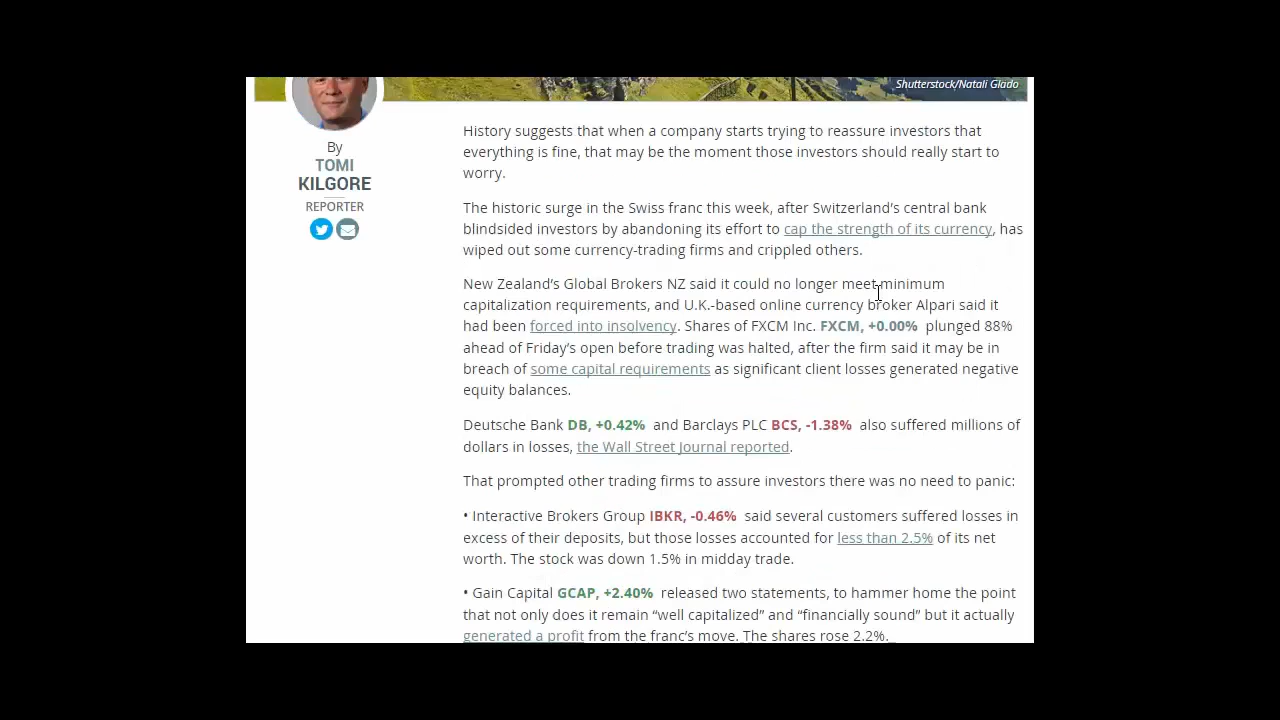 Shutterstock/Natali Glado
By
TOMI
KILGORE
REPORTER
History suggests that when a company starts trying to reassure investors that
everything is fine, that may be the moment those investors should really start to
worry.
The historic surge in the Swiss franc this week, after Switzerland’s central bank
blindsided investors by abandoning its effort to cap the strength of its currency, has
wiped out some currency-trading firms and crippled others.
New Zealand’s Global Brokers NZ said it could no longer meet minimum
capitalization requirements, and U.K.-based online currency broker Alpari said it
had been forced into insolvency. Shares of FXCM Inc. FXCM, +0.00% plunged 88%
ahead of Friday’s open before trading was halted, after the firm said it may be in
breach of some capital requirements as significant client losses generated negative
equity balances.
Deutsche Bank DB, +0.42% and Barclays PLC BCS, -1.38% also suffered millions of
dollars in losses, the Wall Street Journal reported.
That prompted other trading firms to assure investors there was no need to panic:
• Interactive Brokers Group IBKR, -0.46% said several customers suffered losses in
excess of their deposits, but those losses accounted for less than 2.5% of its net
worth. The stock was down 1.5% in midday trade.
• Gain Capital GCAP, +2.40% released two statements, to hammer home the point
that not only does it remain “well capitalized” and “financially sound” but it actually
generated a profit from the franc’s move. The shares rose 2.2%.